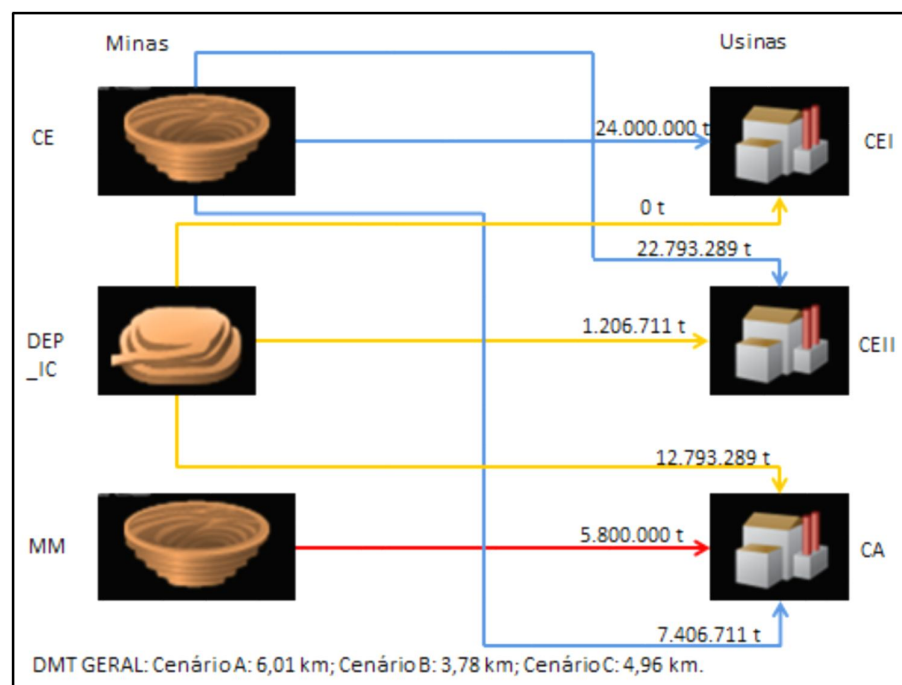 Minas Usinas
CE
24.000.000 t
CEI
0 t
22.793.289 t
DEP
_IC
1.206.711 t
CEII
12.793.289 t
MM
5.800.000 t
CA
7.406.711 t
DMT GERAL: Cenário A: 6,01 km; Cenário B: 3,78 km; Cenário C: 4,96 km.